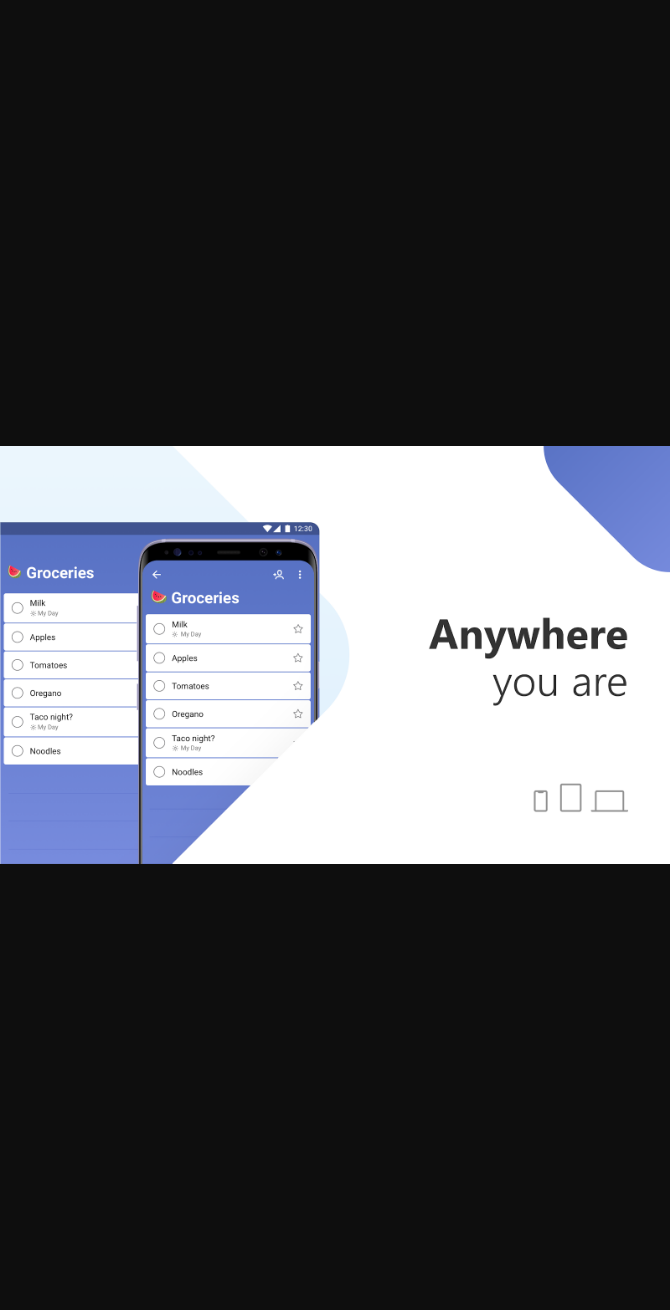 12:30
Groceries
Milk
My Day
Apples
Tomatoes
Oregano
Taco night?
My Day
Noodles
Groceries
Milk
My Day
Apples
Tomatoes
Oregano
Taco night?
My Day
Noodles
Anywhere
you are